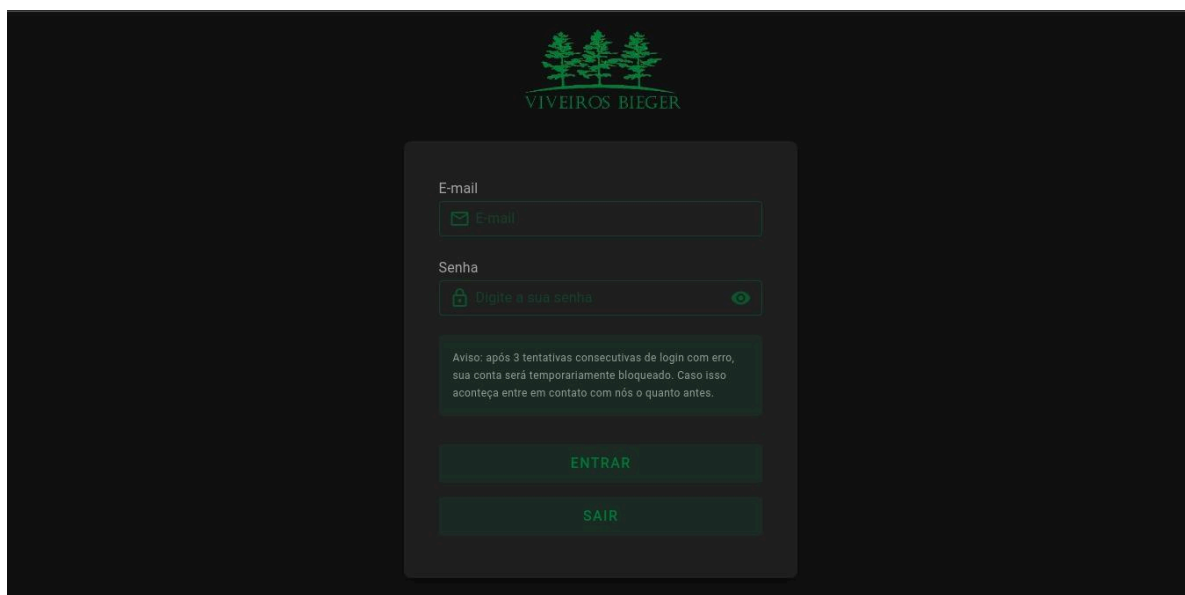 VIVEIROS BIEGER
E-mail
E-mail
Senha
Digite a sua senha
Aviso: após 3 tentativas consecutivas de login com erro,
sua conta será temporariamente bloqueado. Caso isso
aconteça entre em contato com nós o quanto antes.
ENTRAR
SAIR